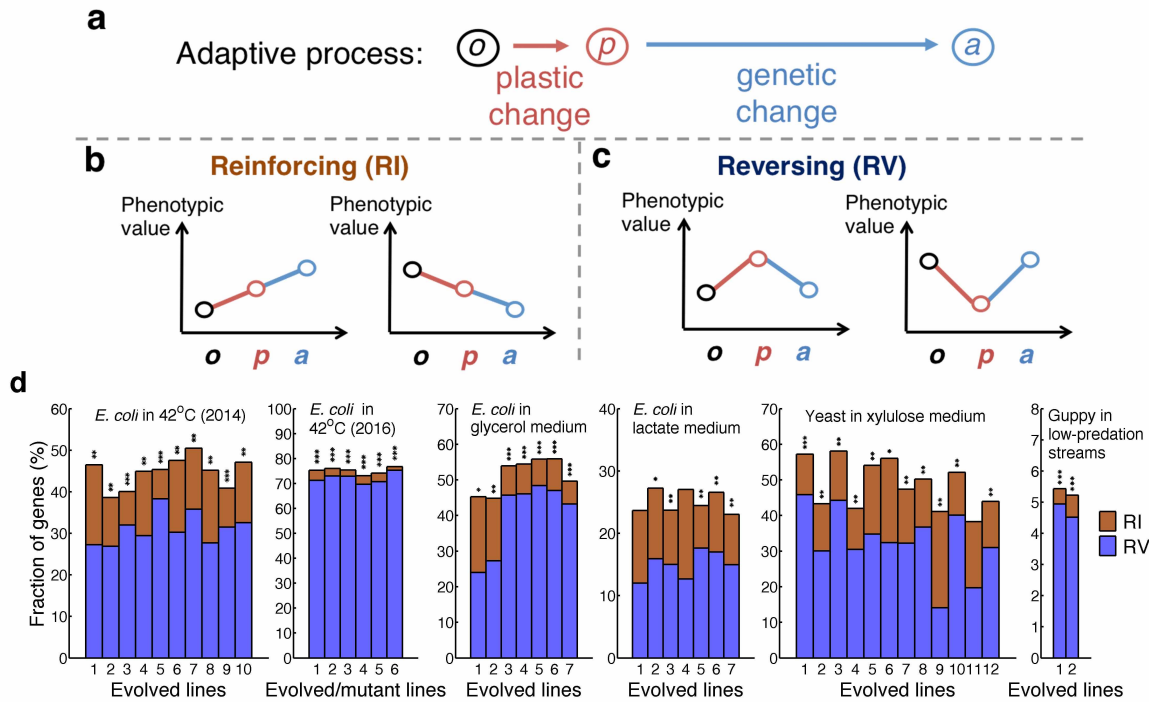 a
Adaptive process: o p a
plastic change
genetic change
b
Reinforcing (RI)
Phenotypic value
o p a
Phenotypic value
o p a
c
Reversing (RV)
Phenotypic value
o p a
Phenotypic value
o p a
d
Fraction of genes (%)
E. coli in 42°C (2014)
60
50
40
30
20
10
0
** ** *** ** *** ** ** ** *** **
1 2 3 4 5 6 7 8 9 10
Evolved lines
E. coli in
42°C (2016)
100
90
80
70
60
50
40
30
20
10
0
1 2 3 4 5 6
Evolved/mutant lines
E. coli in
glycerol medium
70
60
50
40
30
20
10
0
* ** *** *** *** *** ***
1 2 3 4 5 6 7
Evolved lines
E. coli in
lactate medium
40
30
20
10
0
* ** ** ** **
1 2 3 4 5 6 7
Evolved lines
Yeast in xylulose medium
70
60
50
40
30
20
10
0
*** ** ** ** ** * ** ** ** ** **
1 2 3 4 5 6 7 8 9 10 11 12
Evolved lines
Guppy in
low-predation
streams
8
7
6
5
4
3
2
1
0
*** ***
1 2
Evolved lines
RI
RV